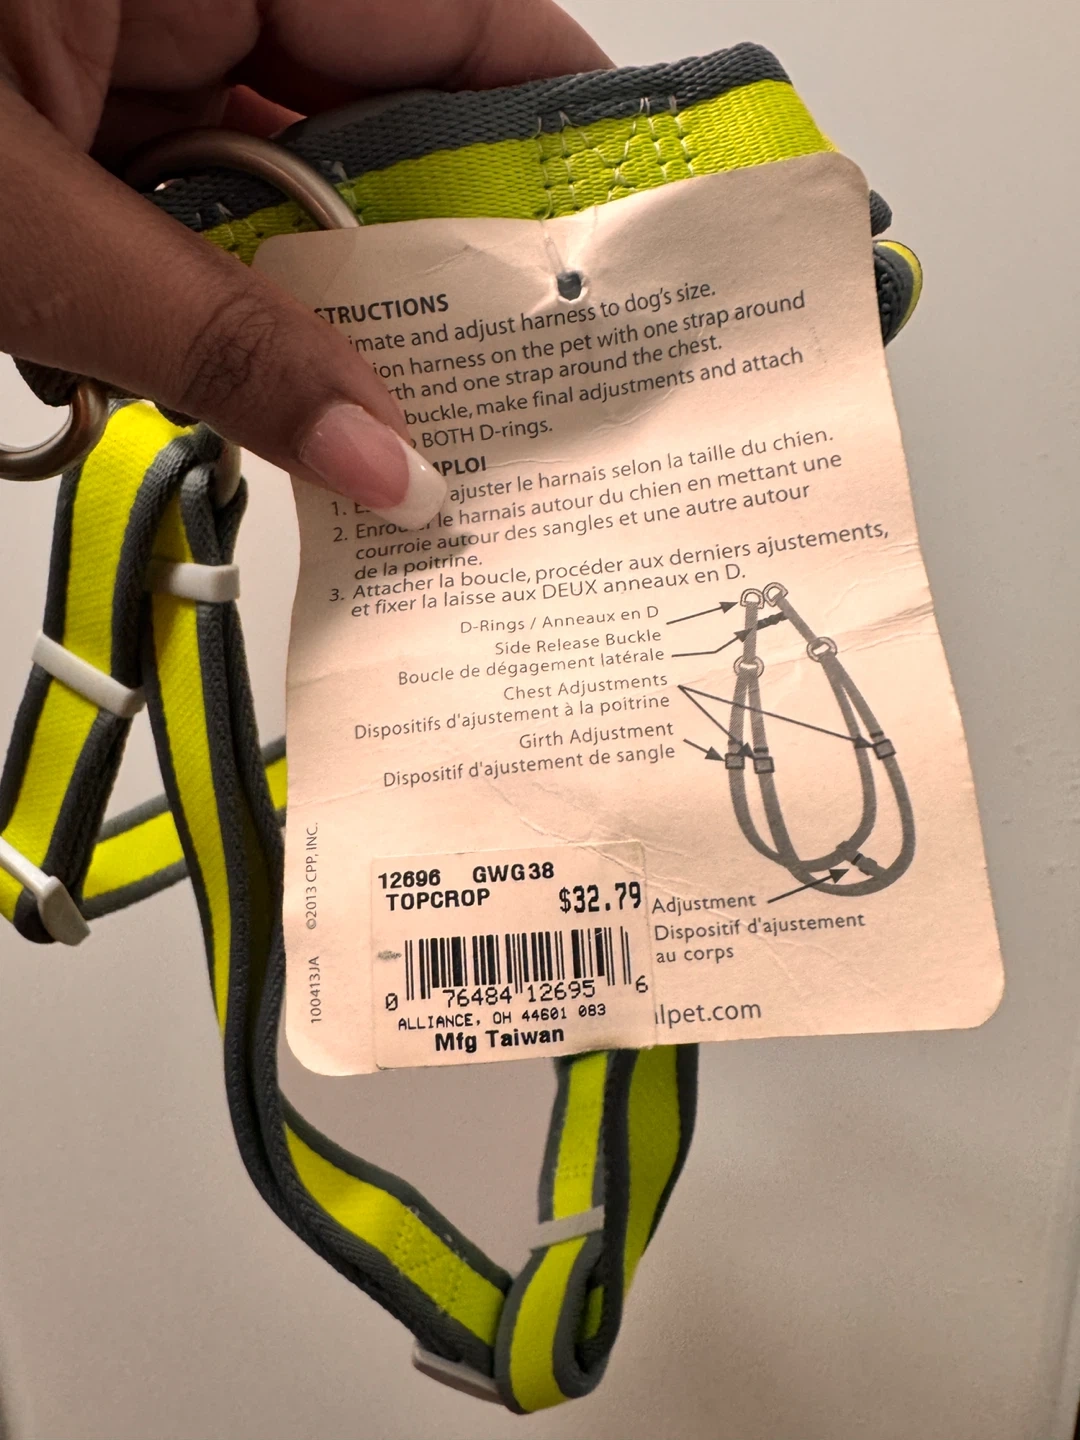 STRUCTIONS
imate and adjust harness to dog's size.
ion harness on the pet with one strap around
rth and one strap around the chest.
buckle, make final adjustments and attach
BOTH D-rings.
MPLOI
1. ajuster le harnais selon la taille du chien.
2. le harnais autour du chien en mettant une
courroie autour des sangles et une autre autour
de la poitrine.
3. Attacher la boucle, procéder aux derniers ajustements,
et fixer la laisse aux DEUX anneaux en D.
D-Rings / Anneaux en D
Side Release Buckle
Boucle de dégagement latérale
Chest Adjustments
Dispositifs d'ajustement à la poitrine
Girth Adjustment
Dispositif d'ajustement de sangle
Adjustment
Dispositif d'ajustement
au corps
lpet.com
100413JA ©2013 CPP, INC.
12696 GWG38
TOPCROP $32.79
0 76484 12695 6
ALLIANCE, OH 44601 083
Mfg Taiwan